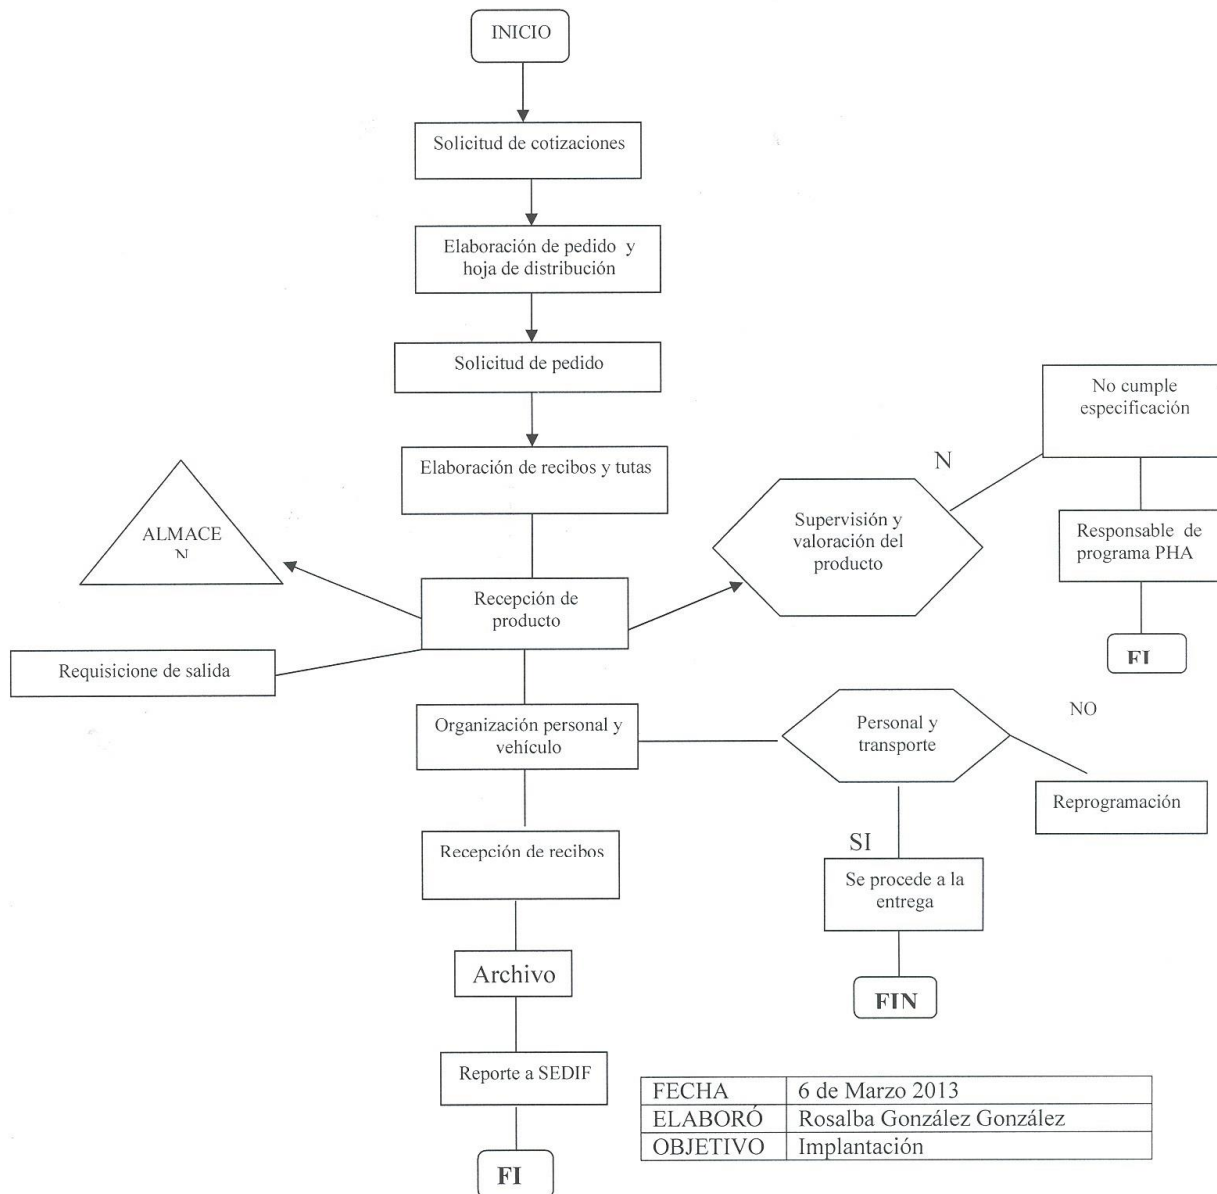 INICIO
Solicitud de cotizaciones
Elaboración de pedido y
hoja de distribución
Solicitud de pedido
Elaboración de recibos y tutas
ALMACE
N
Recepción de
producto
Requisicione de salida
Supervisión y
valoración del
producto
N
No cumple
especificación
Responsable de
programa PHA
FI
Organización personal y
vehículo
Personal y
transporte
NO
Reprogramación
SI
Se procede a la
entrega
FIN
Recepción de recibos
Archivo
Reporte a SEDIF
FI
FECHA 6 de Marzo 2013
ELABORÓ Rosalba González González
OBJETIVO Implantación